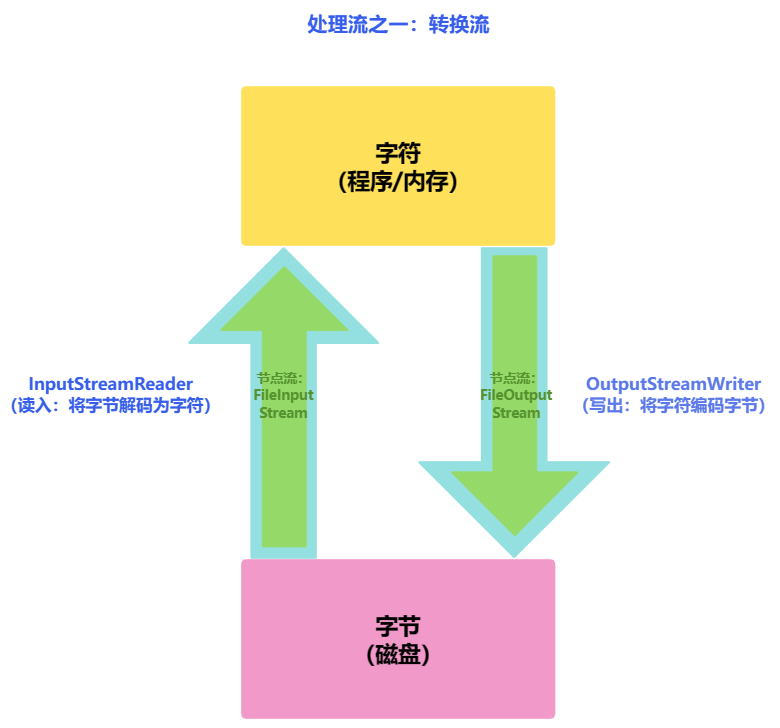 处理流之一：转换流
字符
(程序/内存)
InputStreamReader
(读入：将字节解码为字符)
节点流：
FileInput
Stream
节点流：
FileOutput
Stream
OutputStreamWriter
(写出：将字符编码字节)
字节
(磁盘)